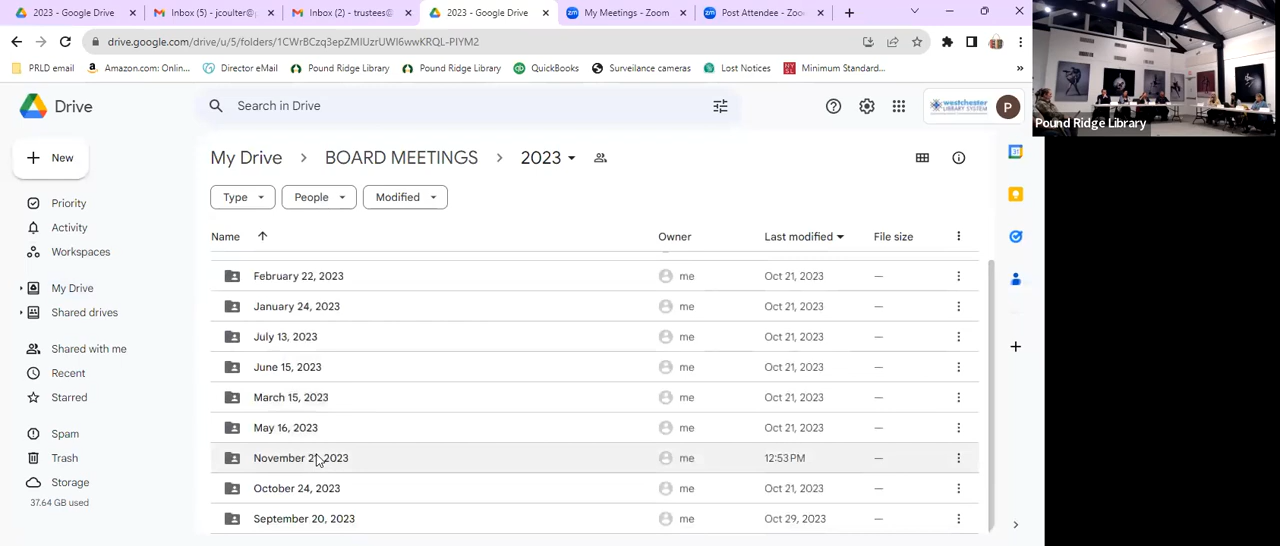 2023 - Google Drive
Inbox (5) - jcoulter@
Inbox (2) - trustees@
2023 - Google Drive
My Meetings - Zoom
Post Attendee - Zoo
drive.google.com/drive/u/5/folders/1CWrBCzq3epZMIUzrUWl6wwKRQL-PIYM2
PRLD email
Amazon.com: Onli...
Director eMail
Pound Ridge Library
Pound Ridge Library
QuickBooks
Surveilance cameras
Lost Notices
Minimum Standard...
Drive
Search in Drive
westchester
LIBRARY SYSTEM
P
Pound Ridge Library
New
My Drive
BOARD MEETINGS
2023
Type
People
Modified
Priority
Activity
Workspaces
My Drive
Shared drives
Shared with me
Recent
Starred
Spam
Trash
Storage
37.64 GB used
Name Owner Last modified File size
February 22, 2023 me Oct 21, 2023 —
January 24, 2023 me Oct 21, 2023 —
July 13, 2023 me Oct 21, 2023 —
June 15, 2023 me Oct 21, 2023 —
March 15, 2023 me Oct 21, 2023 —
May 16, 2023 me Oct 21, 2023 —
November 2 , 2023 me 12:53 PM —
October 24, 2023 me Oct 21, 2023 —
September 20, 2023 me Oct 29, 2023 —